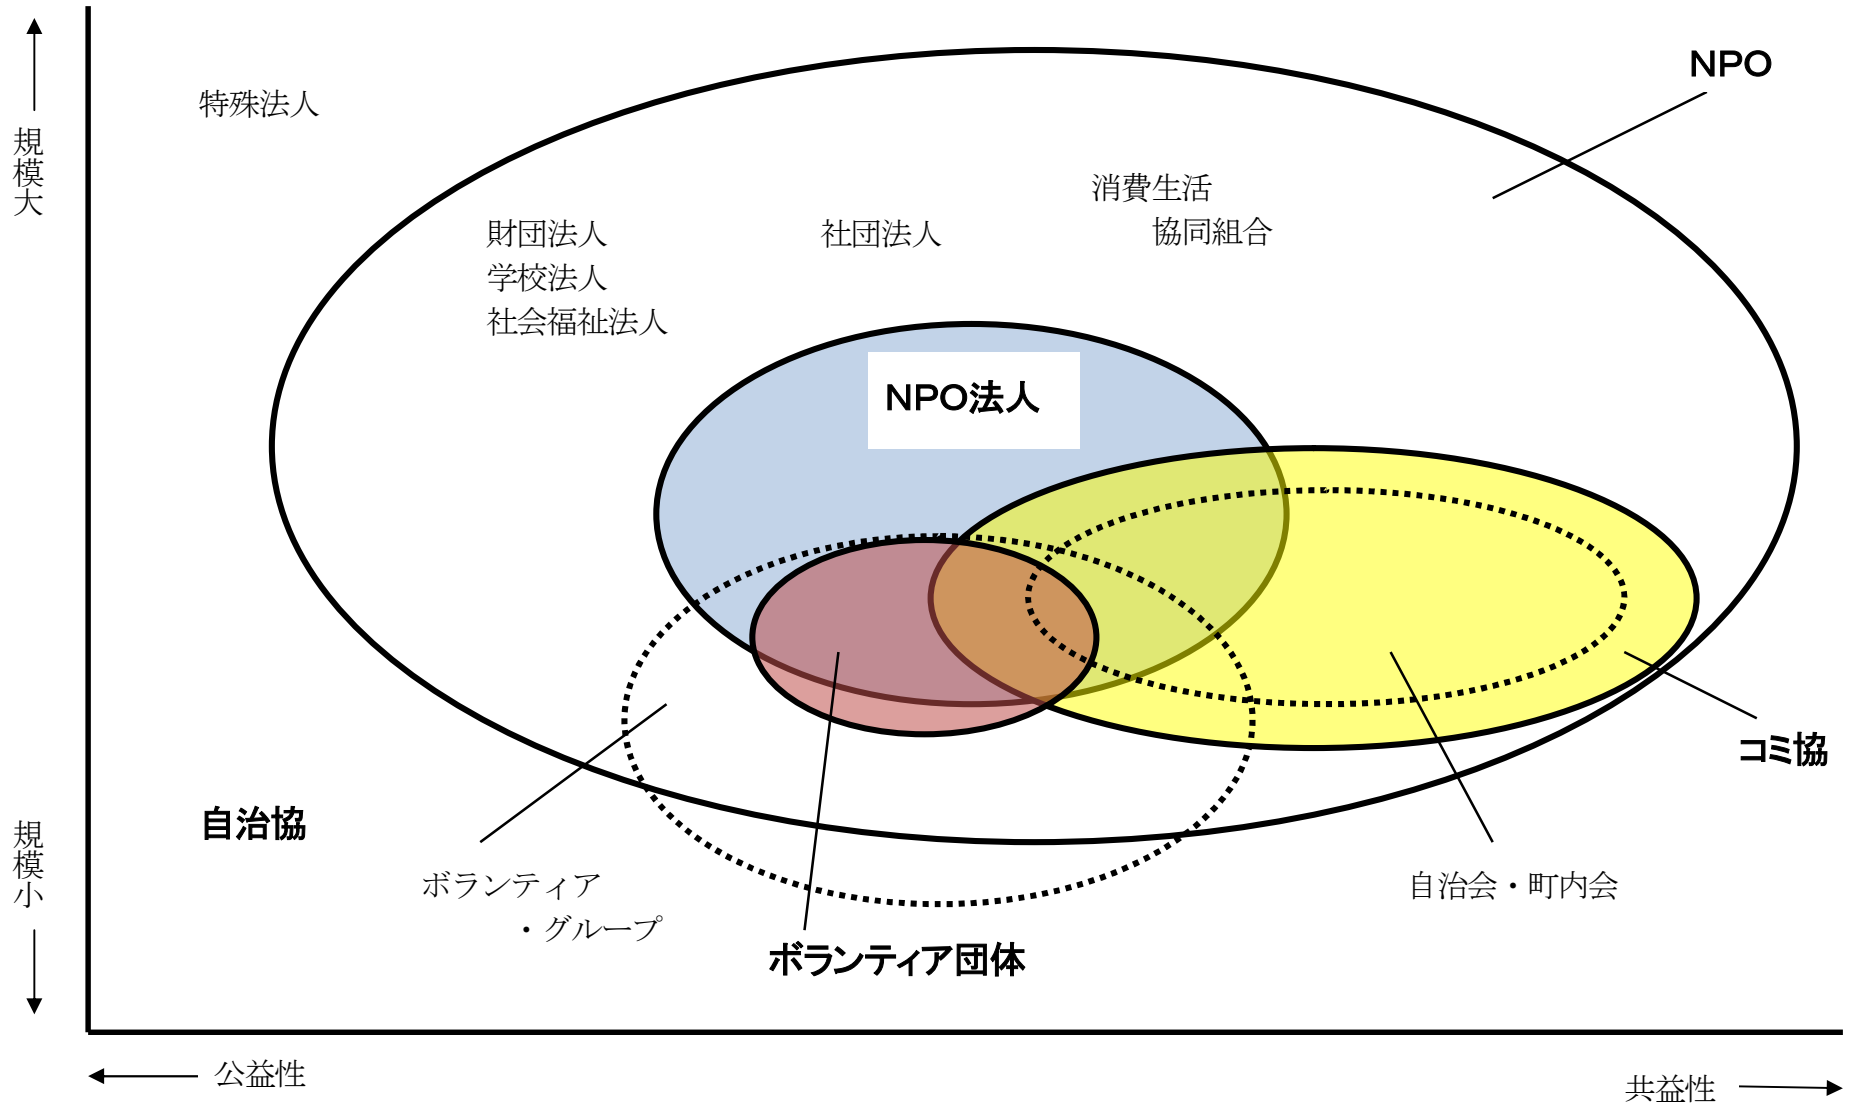 NPO
特殊法人
規模大
消費生活
協同組合
財団法人
社団法人
学校法人
社会福祉法人
NPO法人
コミ協
自治協
規模小
ボランティア
・グループ
自治会・町内会
ボランティア団体
公益性
共益性